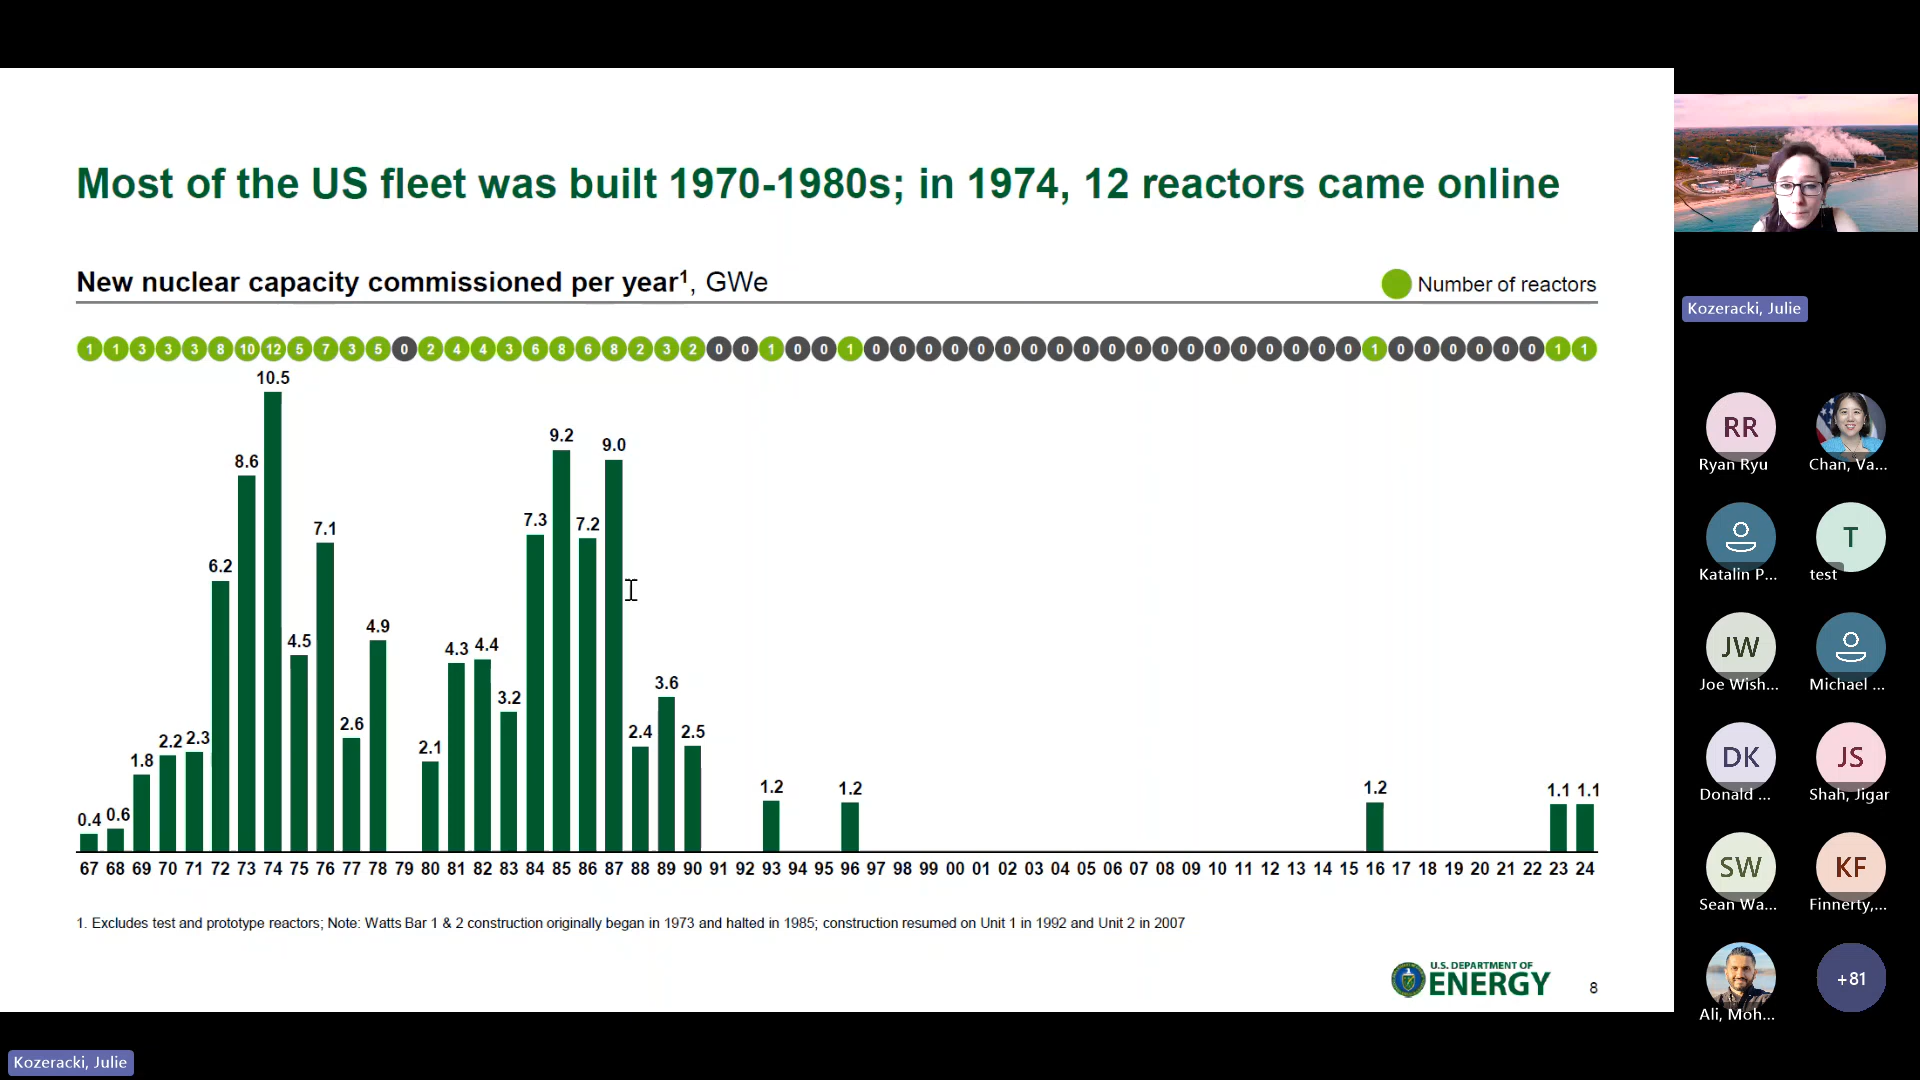 Most of the US fleet was built 1970-1980s; in 1974, 12 reactors came online
New nuclear capacity commissioned per year¹, GWe
Number of reactors
1 1 3 3 3 8 10 12 5 7 3 5 0 2 4 4 3 6 8 6 8 2 3 2 0 0 1 0 0 1 0 0 0 0 0 0 0 0 0 0 0 0 0 0 0 0 0 0 0 1 0 0 0 0 0 0 1 1
0.4 0.6 1.8 2.2 2.3 6.2 8.6 10.5 4.5 7.1 2.6 4.9 2.1 4.3 4.4 3.2 7.3 9.2 7.2 9.0 2.4 3.6 2.5 1.2 1.2 1.2 1.1 1.1
67 68 69 70 71 72 73 74 75 76 77 78 79 80 81 82 83 84 85 86 87 88 89 90 91 92 93 94 95 96 97 98 99 00 01 02 03 04 05 06 07 08 09 10 11 12 13 14 15 16 17 18 19 20 21 22 23 24
1. Excludes test and prototype reactors; Note: Watts Bar 1 & 2 construction originally began in 1973 and halted in 1985; construction resumed on Unit 1 in 1992 and Unit 2 in 2007
U.S. DEPARTMENT OF
ENERGY
8
Kozeracki, Julie
RR
Ryan Ryu
Chan, Va...
Katalin P...
T
test
JW
Joe Wish...
Michael ...
DK
Donald ...
JS
Shah, Jigar
SW
Sean Wa...
KF
Finnerty,...
Ali, Moh...
+81
Kozeracki, Julie